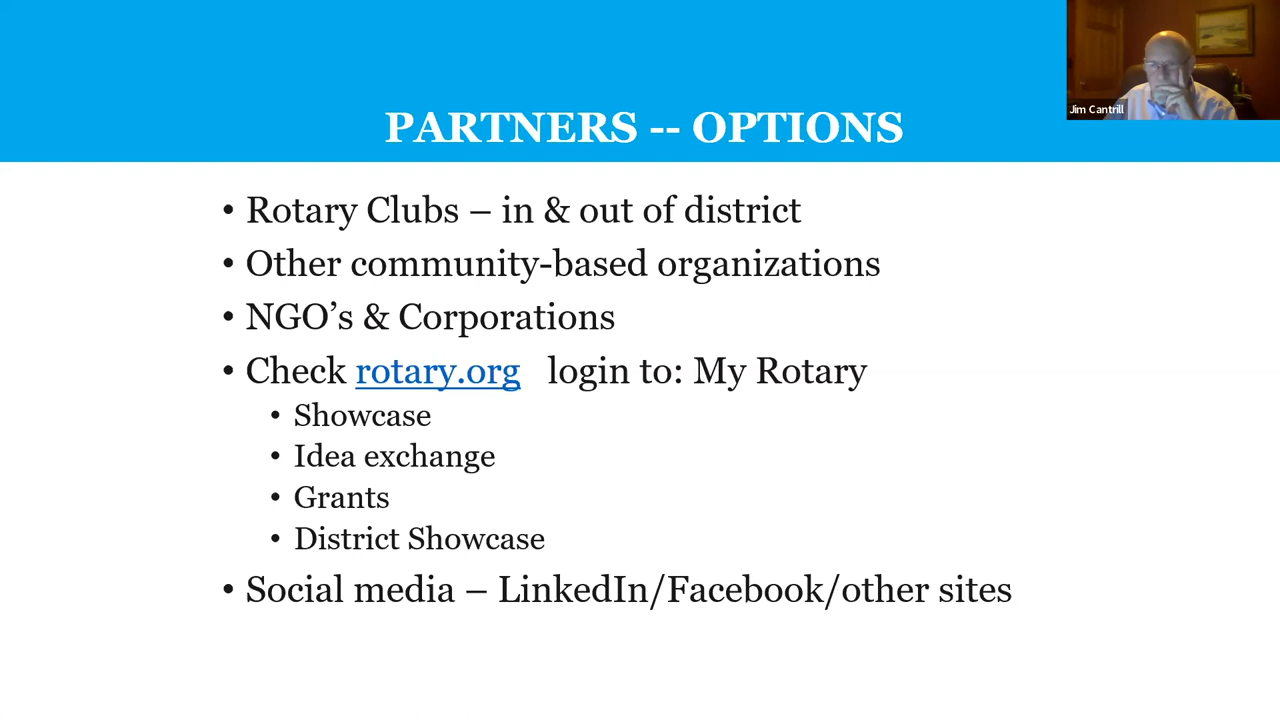 Jim Cantrill
PARTNERS -- OPTIONS
• Rotary Clubs – in & out of district
• Other community-based organizations
• NGO’s & Corporations
• Check rotary.org login to: My Rotary
• Showcase
• Idea exchange
• Grants
• District Showcase
• Social media – LinkedIn/Facebook/other sites